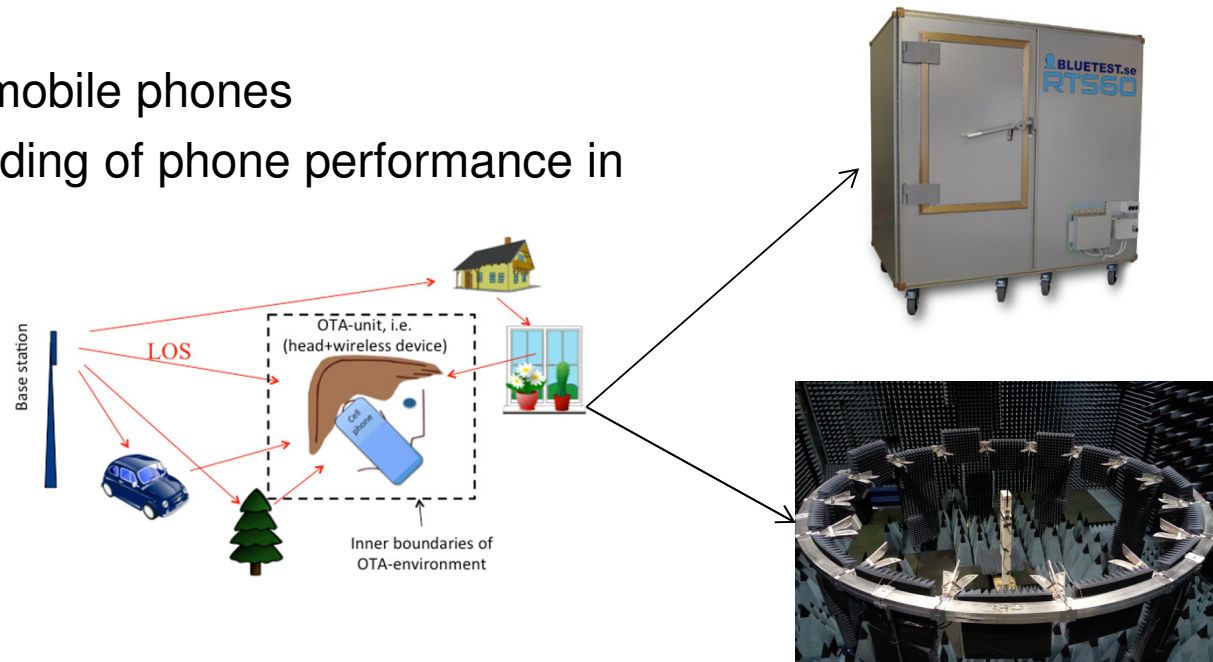 mobile phones
ding of phone performance in
BLUETEST.se
RTS60
OTA-unit, i.e.
(head+wireless device)
LOS
Base station
Cell
phone
Inner boundaries of
OTA-environment